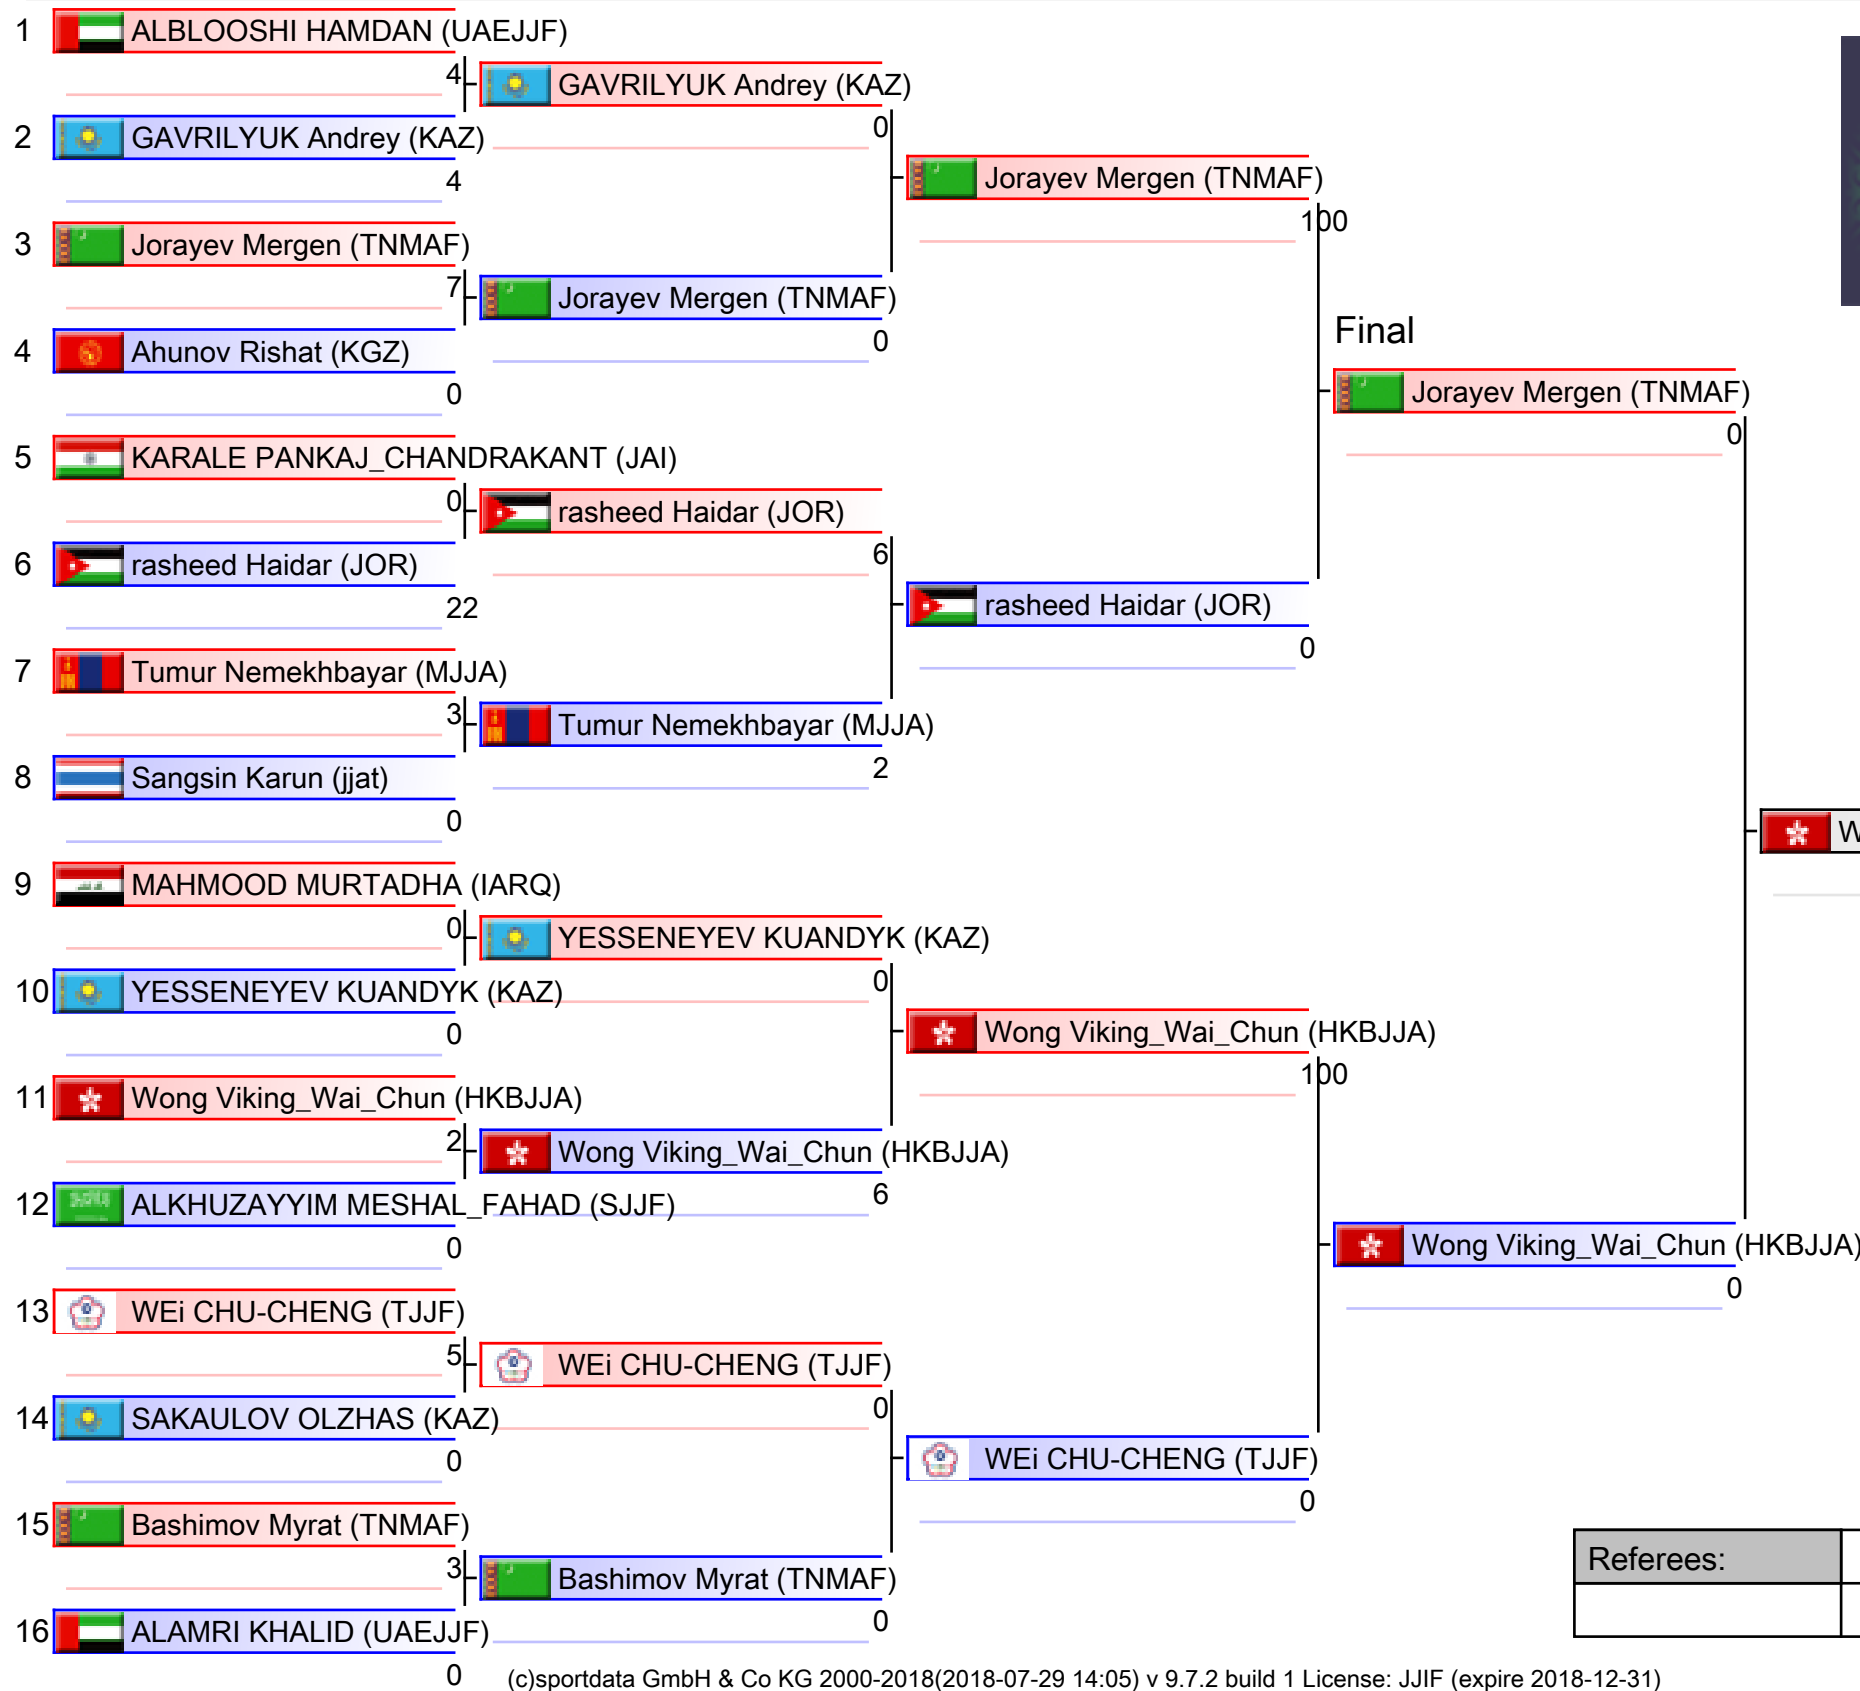 1 ALBLOOSHI HAMDAN (UAEJJF)
4
GAVRILYUK Andrey (KAZ)
0
2 GAVRILYUK Andrey (KAZ)
4
Jorayev Mergen (TNMAF)
100
3 Jorayev Mergen (TNMAF)
7
Jorayev Mergen (TNMAF)
0
4 Ahunov Rishat (KGZ)
0
Final
Jorayev Mergen (TNMAF)
0
5 KARALE PANKAJ_CHANDRAKANT (JAI)
0
rasheed Haidar (JOR)
6
6 rasheed Haidar (JOR)
22
rasheed Haidar (JOR)
0
7 Tumur Nemekhbayar (MJJA)
3
Tumur Nemekhbayar (MJJA)
2
8 Sangsin Karun (jjat)
0
W
9 MAHMOOD MURTADHA (IARQ)
0
YESSENEYEV KUANDYK (KAZ)
0
10 YESSENEYEV KUANDYK (KAZ)
0
Wong Viking_Wai_Chun (HKBJJA)
100
11 Wong Viking_Wai_Chun (HKBJJA)
2
Wong Viking_Wai_Chun (HKBJJA)
6
12 ALKHUZAYYIM MESHAL_FAHAD (SJJF)
0
Wong Viking_Wai_Chun (HKBJJA)
0
13 WEi CHU-CHENG (TJJF)
5
WEi CHU-CHENG (TJJF)
0
14 SAKAULOV OLZHAS (KAZ)
0
WEi CHU-CHENG (TJJF)
0
15 Bashimov Myrat (TNMAF)
3
Bashimov Myrat (TNMAF)
0
16 ALAMRI KHALID (UAEJJF)
0
Referees:
(c)sportdata GmbH & Co KG 2000-2018(2018-07-29 14:05) v 9.7.2 build 1 License: JJIF (expire 2018-12-31)